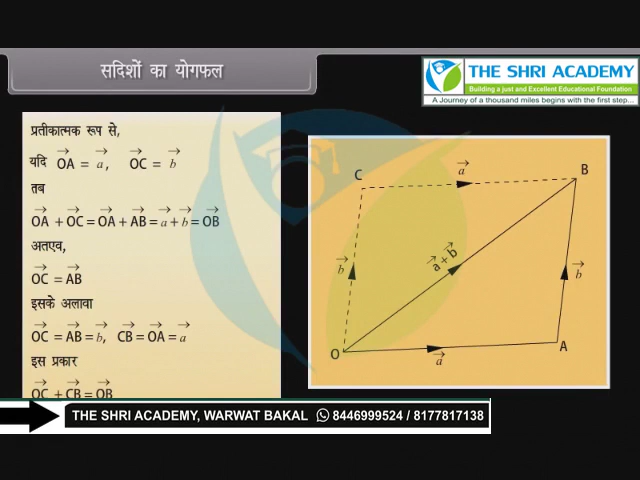 सदिशों का योगफल
THE SHRI ACADEMY
Building a just and Excellent Educational Foundation
A Journey of a thousand miles begins with the first step...
प्रतीकात्मक रूप से,
यदि OA⃗ = a⃗, OC⃗ = b⃗
तब
OA⃗ + OC⃗ = OA⃗ + AB⃗ = a⃗ + b⃗ = OB⃗
अतएव,
OC⃗ = AB⃗
इसके अलावा
OC⃗ = AB⃗ = b⃗, CB⃗ = OA⃗ = a⃗
इस प्रकार
OC⃗ + CB⃗ = OB⃗
C a⃗ B
b⃗ a⃗ + b⃗ b⃗
O a⃗ A
THE SHRI ACADEMY, WARWAT BAKAL 8446999524 / 8177817138